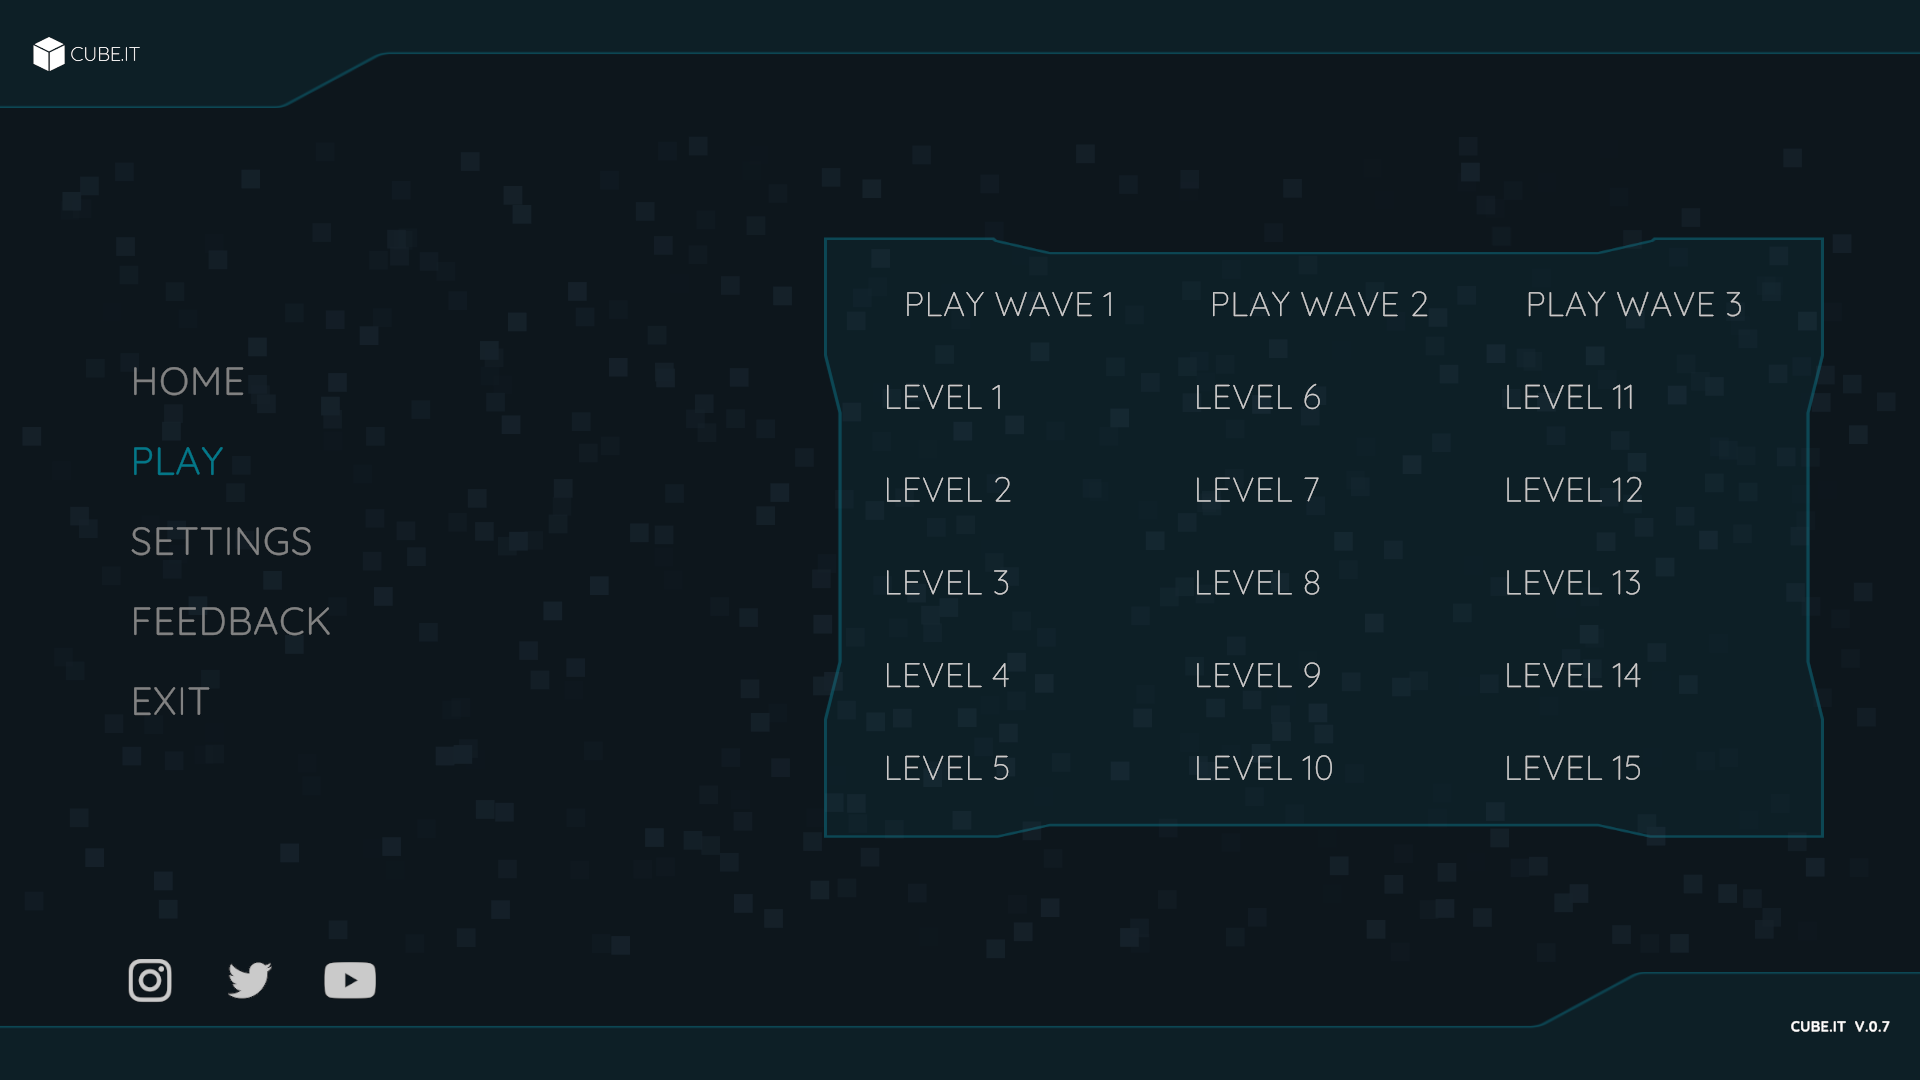 CUBE.IT
HOME
PLAY
SETTINGS
FEEDBACK
EXIT
PLAY WAVE 1 PLAY WAVE 2 PLAY WAVE 3
LEVEL 1 LEVEL 6 LEVEL 11
LEVEL 2 LEVEL 7 LEVEL 12
LEVEL 3 LEVEL 8 LEVEL 13
LEVEL 4 LEVEL 9 LEVEL 14
LEVEL 5 LEVEL 10 LEVEL 15
CUBE.IT V.0.7